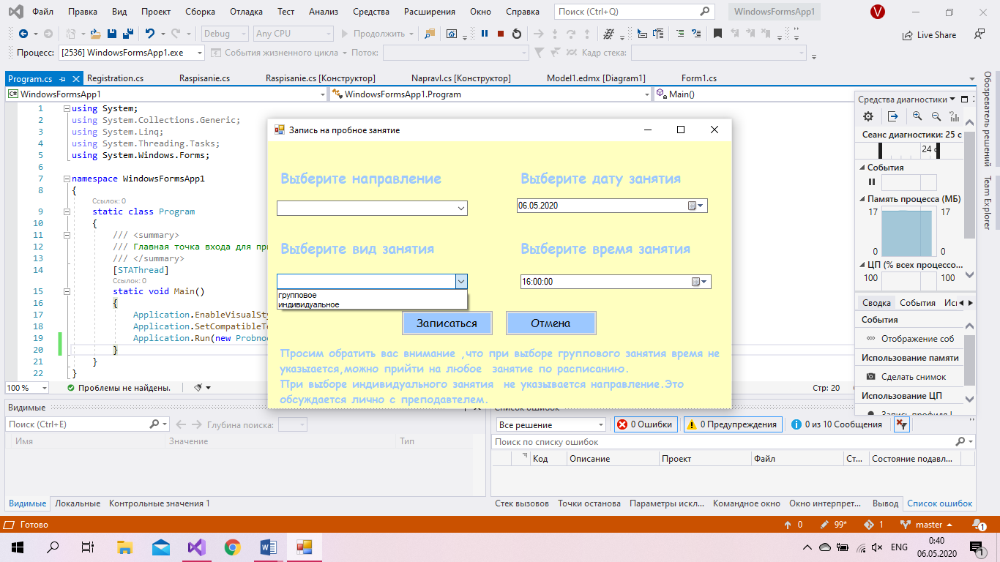 Файл Правка Вид Проект Сборка Отладка Тест Анализ Средства Расширения Окно Справка Поиск (Ctrl+Q) WindowsFormsApp1 V
Debug Any CPU Продолжить Live Share
Процесс: [2536] WindowsFormsApp1.exe События жизненного цикла Поток: Кадр стека:
Program.cs Registration.cs Raspisanie.cs Raspisanie.cs [Конструктор] Napravl.cs [Конструктор] Model1.edmx [Diagram1] Form1.cs
C# WindowsFormsApp1 WindowsFormsApp1.Program Main()
1 using System;
2 using System.Collections.Generic;
3 using System.Linq;
4 using System.Threading.Tasks;
5 using System.Windows.Forms;
6
7 namespace WindowsFormsApp1
8 {
Ссылок: 0
9 static class Program
10 {
11 /// <summary>
12 /// Главная точка входа для пр
13 /// </summary>
14 [STAThread]
Ссылок: 0
15 static void Main()
16 {
17 Application.EnableVisualSty
18 Application.SetCompatibleTe
19 Application.Run(new Probno
20 }
21 }
22 }
100 % Проблемы не найдены. Стр: 20
Запись на пробное занятие
Выберите направление
Выберите дату занятия
06.05.2020
Выберите вид занятия
Выберите время занятия
16:00:00
групповое
индивидуальное
Записаться Отмена
Просим обратить вас внимание ,что при выборе группового занятия время не
указыается,можно прийти на любое занятие по расписанию.
При выборе индивидуального занятия не указывается направление.Это
обсуждается лично с преподавтелем.
Средства диагностики
Сеанс диагностики: 25 с
24 с
События
Память процесса (МБ)
17 17
0 0
ЦП (% всех процессо...
100 100
Сводка События Исп
События
Отображение соб
Использование памяти
Сделать снимок
Использование ЦП
Обозреватель решений
Team Explorer
Видимые
Поиск (Ctrl+E) Глубина поиска:
Имя Значение Тип
Видимые Локальные Контрольные значения 1
Список ошибок
Все решение 0 Ошибки 0 Предупреждения 0 из 10 Сообщения
Поиск по списку ошибок
Код Описание Проект Файл Ст... Состояние подавл...
Стек вызовов Точки останова Параметры искл... Командное окно Окно интерпрет... Вывод Список ошибок
Готово 0 99* 1 master 1
ENG 0:40
06.05.2020 1